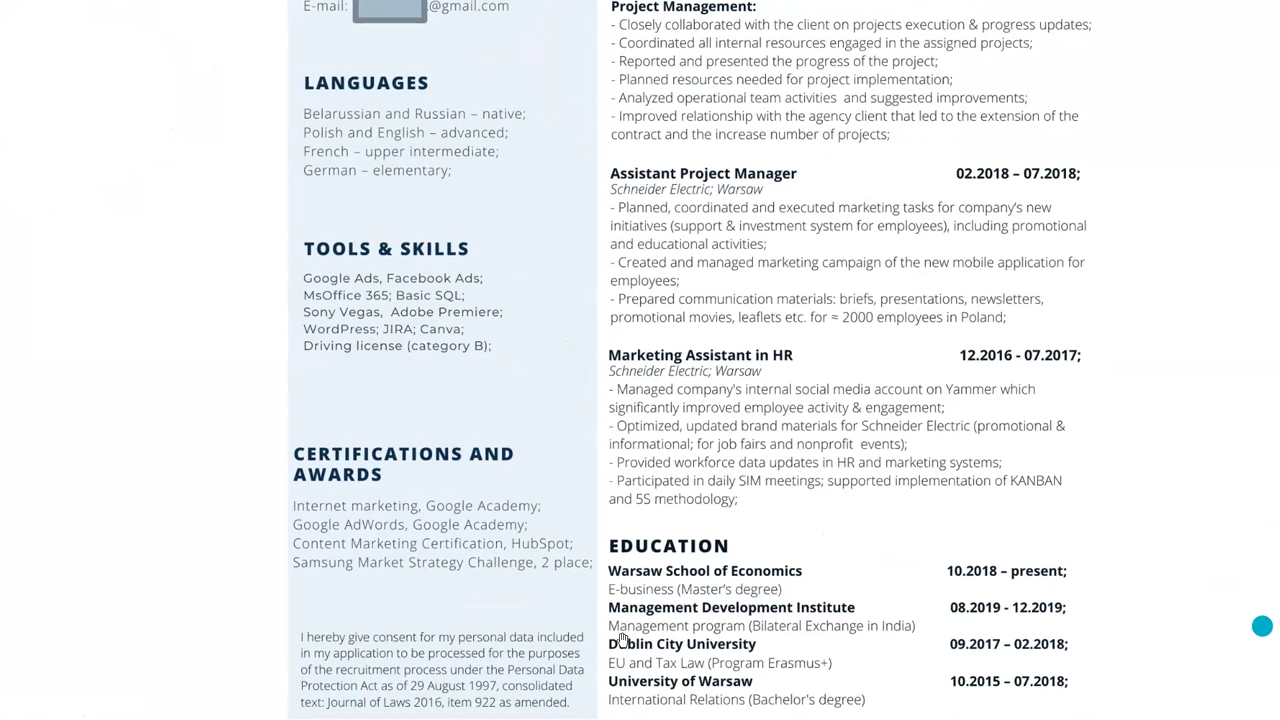 E-mail: @gmail.com
LANGUAGES
Belarussian and Russian – native;
Polish and English – advanced;
French – upper intermediate;
German – elementary;
TOOLS & SKILLS
Google Ads, Facebook Ads;
MsOffice 365; Basic SQL;
Sony Vegas, Adobe Premiere;
WordPress; JIRA; Canva;
Driving license (category B);
CERTIFICATIONS AND
AWARDS
Internet marketing, Google Academy;
Google AdWords, Google Academy;
Content Marketing Certification, HubSpot;
Samsung Market Strategy Challenge, 2 place;
I hereby give consent for my personal data included
in my application to be processed for the purposes
of the recruitment process under the Personal Data
Protection Act as of 29 August 1997, consolidated
text: Journal of Laws 2016, item 922 as amended.
Project Management:
- Closely collaborated with the client on projects execution & progress updates;
- Coordinated all internal resources engaged in the assigned projects;
- Reported and presented the progress of the project;
- Planned resources needed for project implementation;
- Analyzed operational team activities and suggested improvements;
- Improved relationship with the agency client that led to the extension of the
contract and the increase number of projects;
Assistant Project Manager 02.2018 – 07.2018;
Schneider Electric; Warsaw
- Planned, coordinated and executed marketing tasks for company's new
initiatives (support & investment system for employees), including promotional
and educational activities;
- Created and managed marketing campaign of the new mobile application for
employees;
- Prepared communication materials: briefs, presentations, newsletters,
promotional movies, leaflets etc. for ≈ 2000 employees in Poland;
Marketing Assistant in HR 12.2016 - 07.2017;
Schneider Electric; Warsaw
- Managed company's internal social media account on Yammer which
significantly improved employee activity & engagement;
- Optimized, updated brand materials for Schneider Electric (promotional &
informational; for job fairs and nonprofit events);
- Provided workforce data updates in HR and marketing systems;
- Participated in daily SIM meetings; supported implementation of KANBAN
and 5S methodology;
EDUCATION
Warsaw School of Economics 10.2018 – present;
E-business (Master's degree)
Management Development Institute 08.2019 - 12.2019;
Management program (Bilateral Exchange in India)
Dublin City University 09.2017 – 02.2018;
EU and Tax Law (Program Erasmus+)
University of Warsaw 10.2015 – 07.2018;
International Relations (Bachelor's degree)